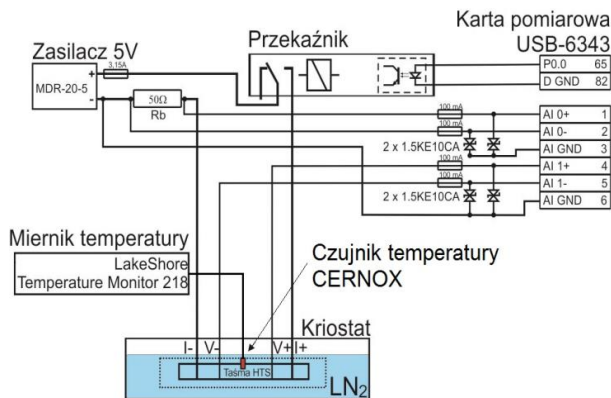 Zasilacz 5V
3,15A
MDR-20-5
+
-
50Ω
Rb
Przekaźnik
Karta pomiarowa
USB-6343
P0.0 65
D GND 82
100 mA
100 mA
2 x 1.5KE10CA
100 mA
100 mA
2 x 1.5KE10CA
AI 0+ 1
AI 0- 2
AI GND 3
AI 1+ 4
AI 1- 5
AI GND 6
Miernik temperatury
LakeShore
Temperature Monitor 218
Czujnik temperatury
CERNOX
Kriostat
I- V- V+ I+
Taśma HTS
LN2